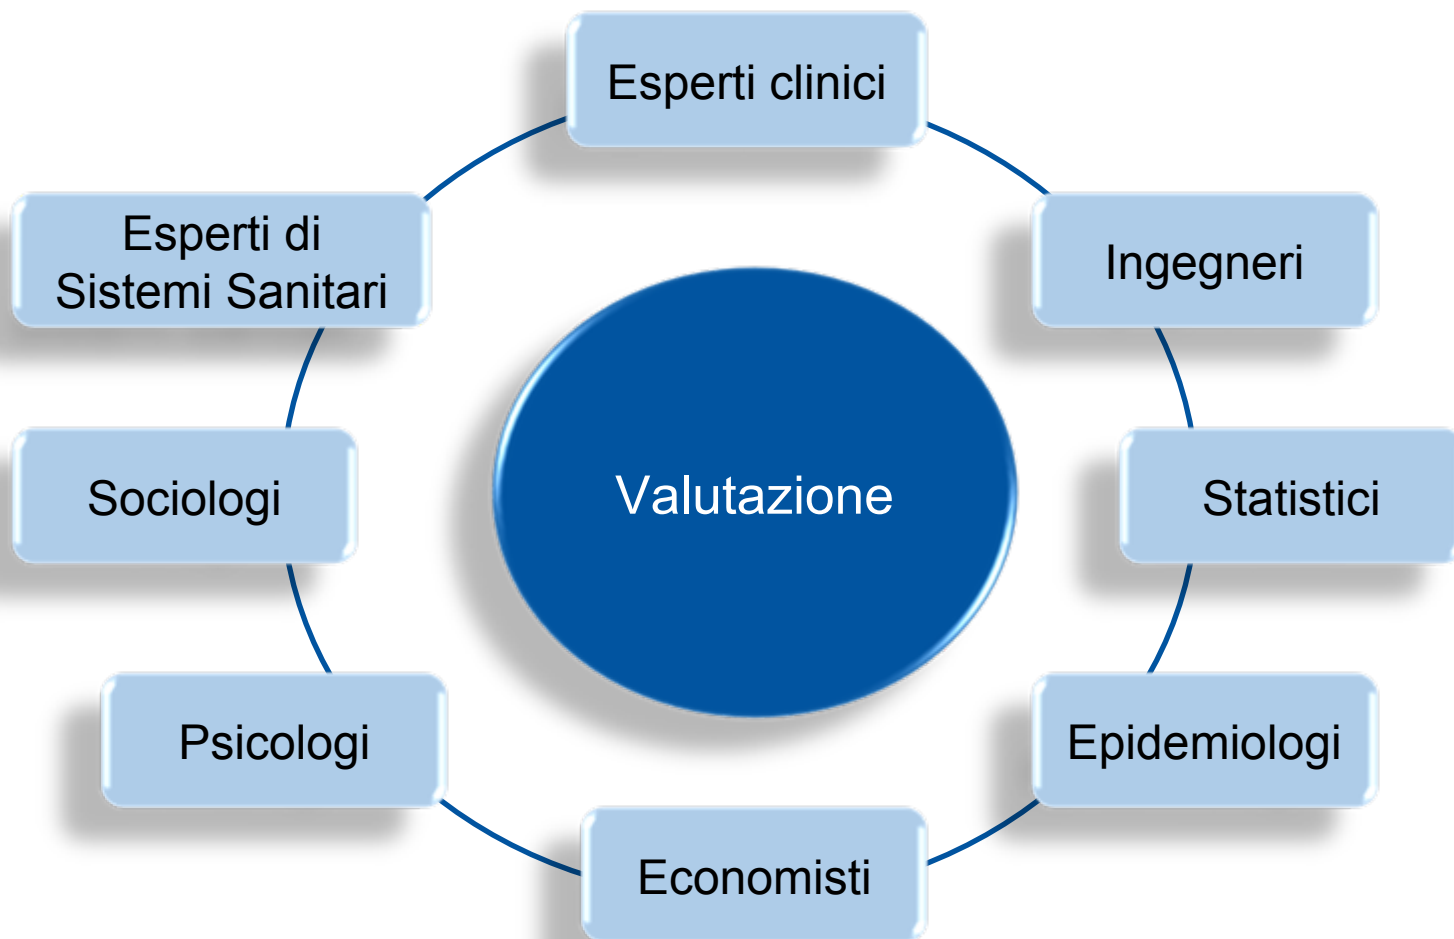 Esperti clinici
Esperti di
Sistemi Sanitari
Ingegneri
Valutazione
Sociologi
Statistici
Psicologi
Epidemiologi
Economisti